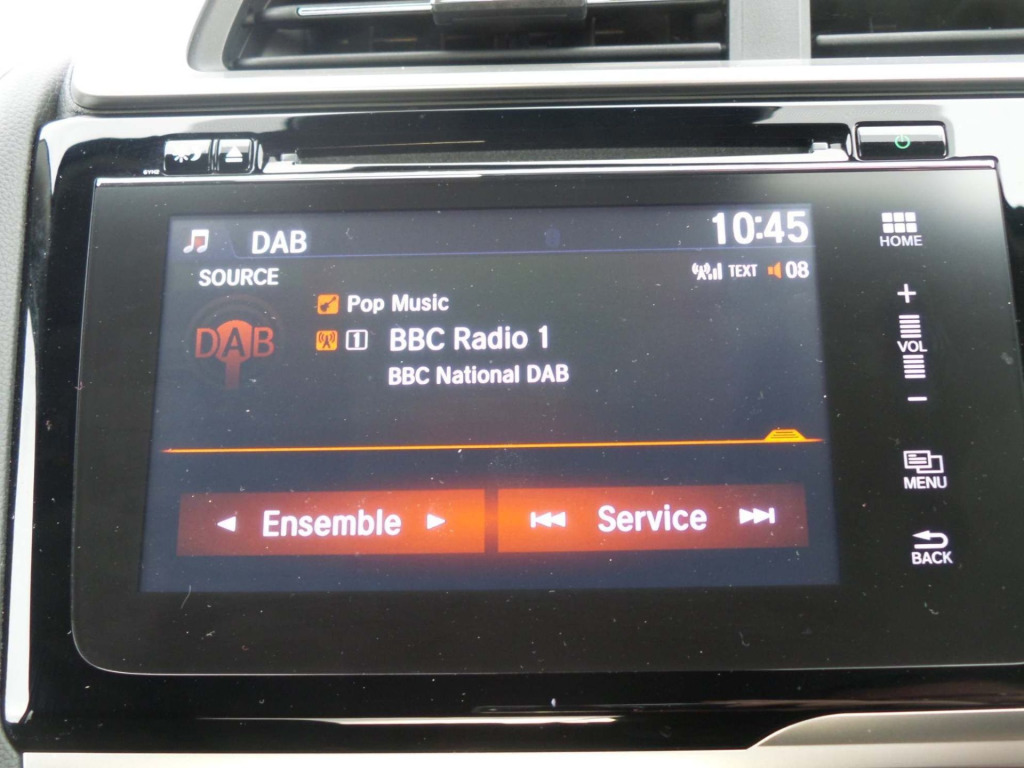 DAB
10:45
SOURCE
TEXT 08
DAB
Pop Music
1 BBC Radio 1
BBC National DAB
Ensemble
Service
HOME
+
VOL
−
MENU
BACK